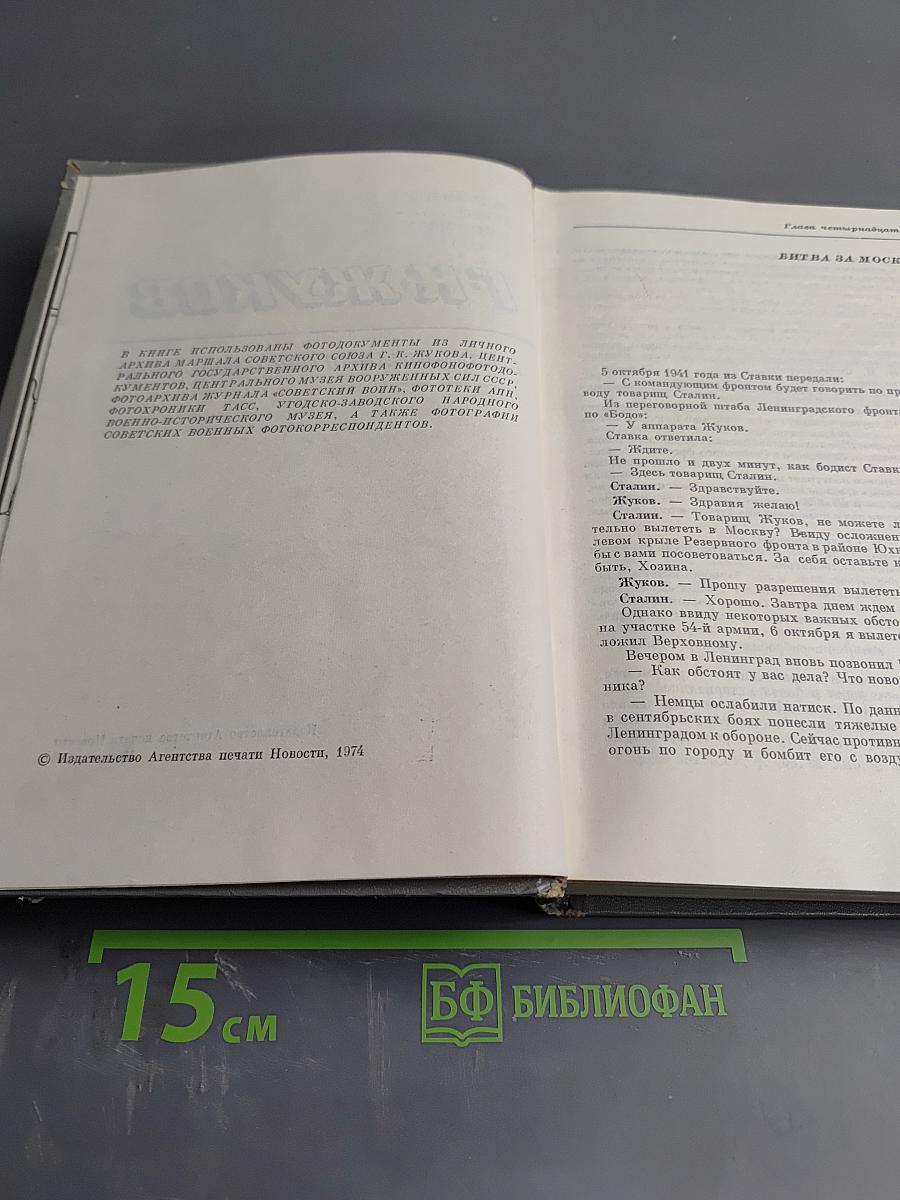 В КНИГЕ ИСПОЛЬЗОВАНЫ ФОТОДОКУМЕНТЫ ИЗ ЛИЧНОГО
АРХИВА МАРШАЛА СОВЕТСКОГО СОЮЗА Г. К. ЖУКОВА, ЦЕНТ-
РАЛЬНОГО ГОСУДАРСТВЕННОГО АРХИВА КИНОФОНОФОТОДО-
КУМЕНТОВ, ЦЕНТРАЛЬНОГО МУЗЕЯ ВООРУЖЕННЫХ СИЛ СССР,
ФОТОАРХИВА ЖУРНАЛА «СОВЕТСКИЙ ВОИН», ФОТОТЕКИ АПН,
ФОТОХРОНИКИ ТАСС, УГОДСКО-ЗАВОДСКОГО НАРОДНОГО
ВОЕННО-ИСТОРИЧЕСКОГО МУЗЕЯ, А ТАКЖЕ ФОТОГРАФИИ
СОВЕТСКИХ ВОЕННЫХ ФОТОКОРРЕСПОНДЕНТОВ.
© Издательство Агентства печати Новости, 1974
Глава четырнадцат
БИТВА ЗА МОСК
5 октября 1941 года из Ставки передали:
— С командующим фронтом будет говорить по пр
воду товарищ Сталин.
Из переговорной штаба Ленинградского фронт
по «Бодо»:
— У аппарата Жуков.
Ставка ответила:
— Ждите.
Не прошло и двух минут, как бодист Ставк
— Здесь товарищ Сталин.
Сталин. — Здравствуйте.
Жуков. — Здравия желаю!
Сталин. — Товарищ Жуков, не можете л
тельно вылететь в Москву? Ввиду осложнен
левом крыле Резервного фронта в районе Юхн
бы с вами посоветоваться. За себя оставьте к
быть, Хозина.
Жуков. — Прошу разрешения вылететь
Сталин. — Хорошо. Завтра днем ждем
Однако ввиду некоторых важных обсто
на участке 54-й армии, 6 октября я вылет
ложил Верховному.
Вечером в Ленинград вновь позвонил
— Как обстоят у вас дела? Что ново
ника?
— Немцы ослабили натиск. По данн
в сентябрьских боях понесли тяжелые
Ленинградом к обороне. Сейчас противн
огонь по городу и бомбит его с возду
15 см
БФ БИБЛИОФАН